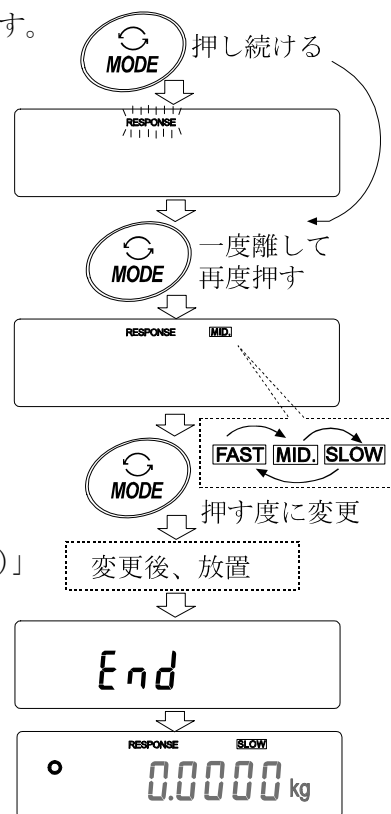 す。
MODE
押し続ける
RESPONSE
MODE
一度離して
再度押す
RESPONSE MID.
FAST MID. SLOW
MODE
押す度に変更
)」
変更後、放置
End
RESPONSE SLOW
0.0000 kg